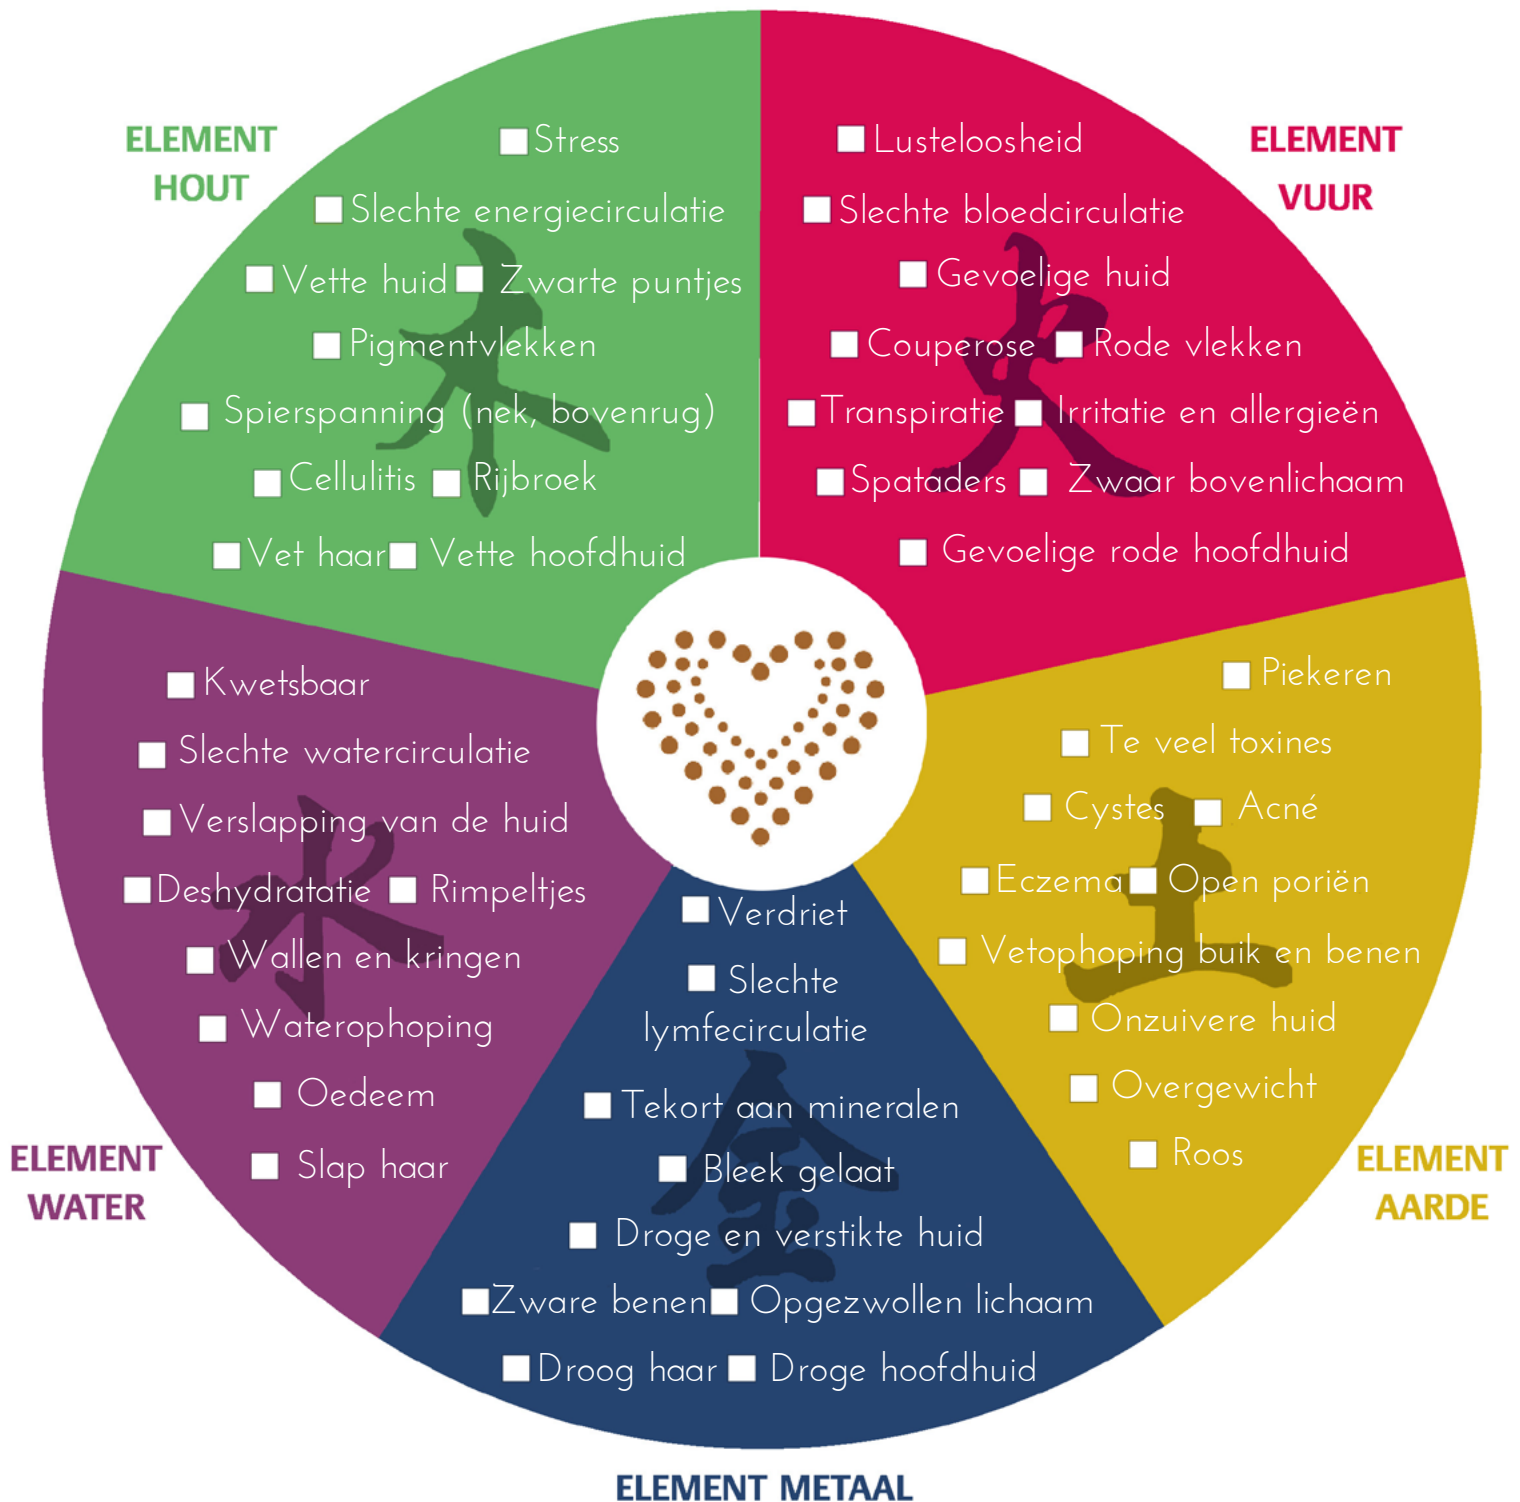 ELEMENT
HOUT
Stress
Slechte energiecirculatie
Vette huid Zwarte puntjes
Pigmentvlekken
Spierspanning (nek, bovenrug)
Cellulitis Rijbroek
Vet haar Vette hoofdhuid
木
ELEMENT
VUUR
Lusteloosheid
Slechte bloedcirculatie
Gevoelige huid
Couperose Rode vlekken
Transpiratie Irritatie en allergieën
Spataders Zwaar bovenlichaam
Gevoelige rode hoofdhuid
火
Piekeren
Te veel toxines
Cystes Acné
Eczema Open poriën
Vetophoping buik en benen
Onzuivere huid
Overgewicht
Roos
土
ELEMENT
AARDE
Verdriet
Slechte
lymfecirculatie
Tekort aan mineralen
Bleek gelaat
Droge en verstikte huid
Zware benen Opgezwollen lichaam
Droog haar Droge hoofdhuid
金
ELEMENT METAAL
Kwetsbaar
Slechte watercirculatie
Verslapping van de huid
Deshydratatie Rimpeltjes
Wallen en kringen
Waterophoping
Oedeem
Slap haar
水
ELEMENT
WATER